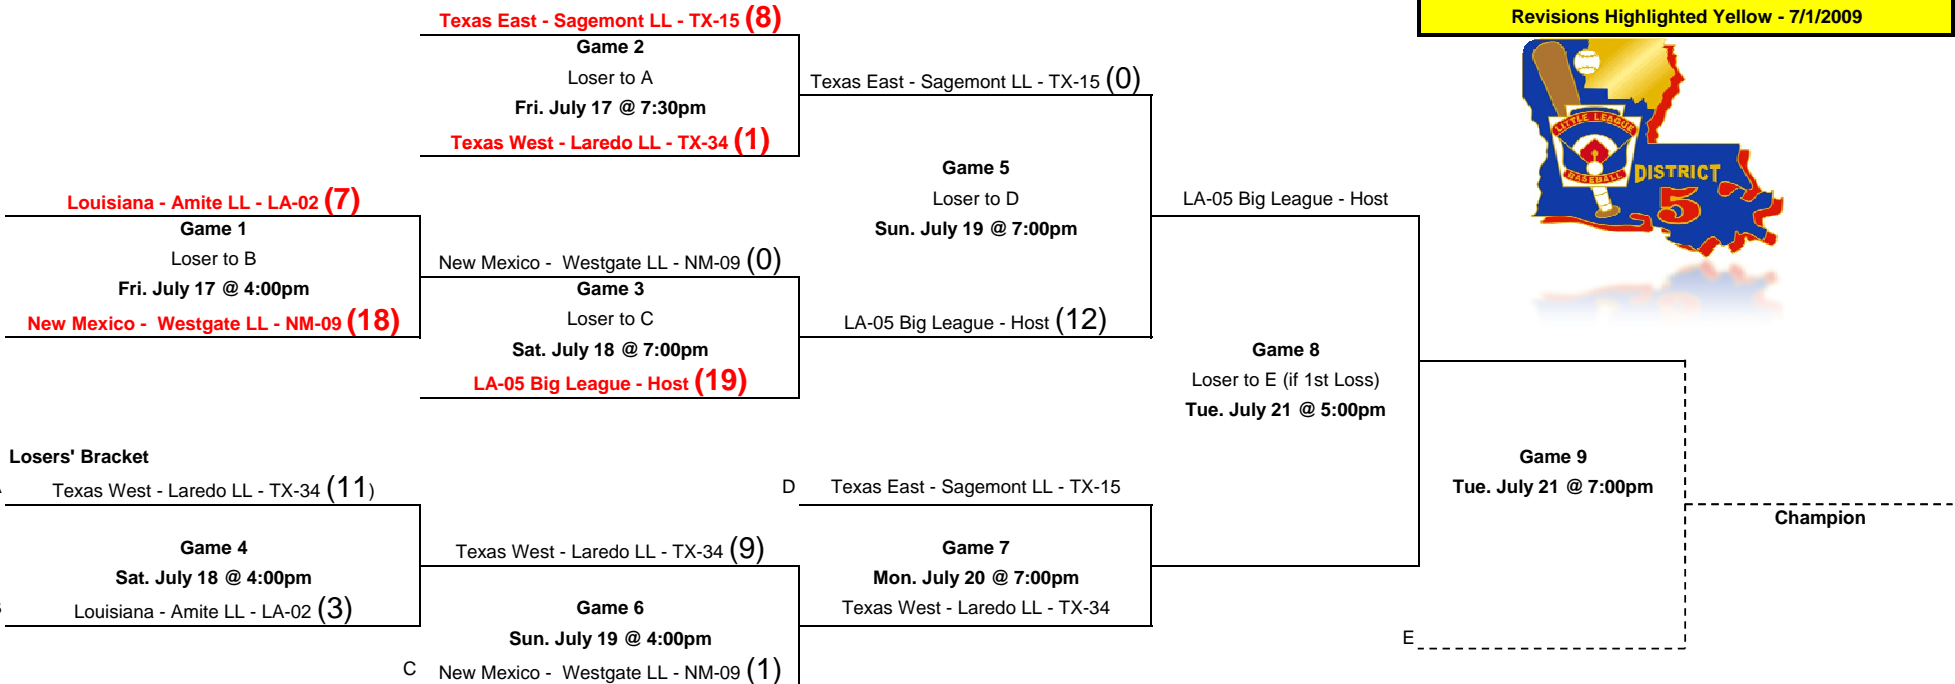 Texas East - Sagemont LL - TX-15 (8)
Revisions Highlighted Yellow - 7/1/2009
Game 2
Loser to A
Fri. July 17 @ 7:30pm
Texas West - Laredo LL - TX-34 (1)
Texas East - Sagemont LL - TX-15 (0)
LITTLE LEAGUE
BASEBALL
DISTRICT
5
Game 5
Loser to D
Sun. July 19 @ 7:00pm
Louisiana - Amite LL - LA-02 (7)
Game 1
Loser to B
Fri. July 17 @ 4:00pm
New Mexico - Westgate LL - NM-09 (18)
LA-05 Big League - Host
New Mexico - Westgate LL - NM-09 (0)
Game 3
Loser to C
Sat. July 18 @ 7:00pm
LA-05 Big League - Host (19)
LA-05 Big League - Host (12)
Game 8
Loser to E (if 1st Loss)
Tue. July 21 @ 5:00pm
Losers' Bracket
Texas West - Laredo LL - TX-34 (11)
Game 4
Sat. July 18 @ 4:00pm
Louisiana - Amite LL - LA-02 (3)
D Texas East - Sagemont LL - TX-15
Game 9
Tue. July 21 @ 7:00pm
Champion
Texas West - Laredo LL - TX-34 (9)
Game 7
Mon. July 20 @ 7:00pm
Texas West - Laredo LL - TX-34
Game 6
Sun. July 19 @ 4:00pm
C New Mexico - Westgate LL - NM-09 (1)
E